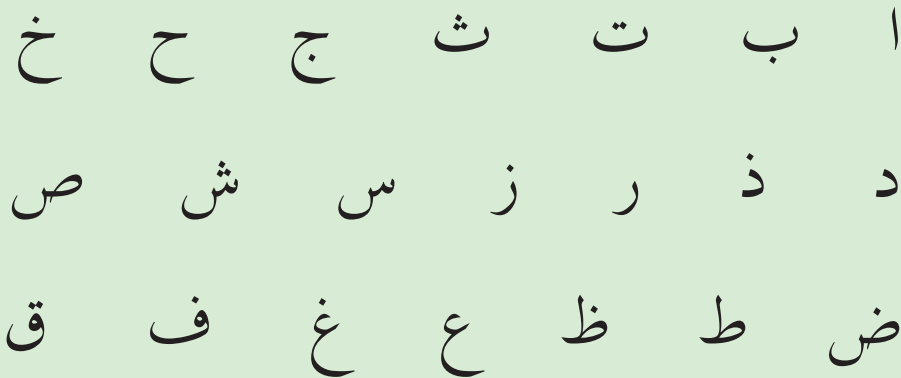 ا ب ت ث ج ح خ
د ذ ر ز س ش ص
ض ط ظ ع غ ف ق